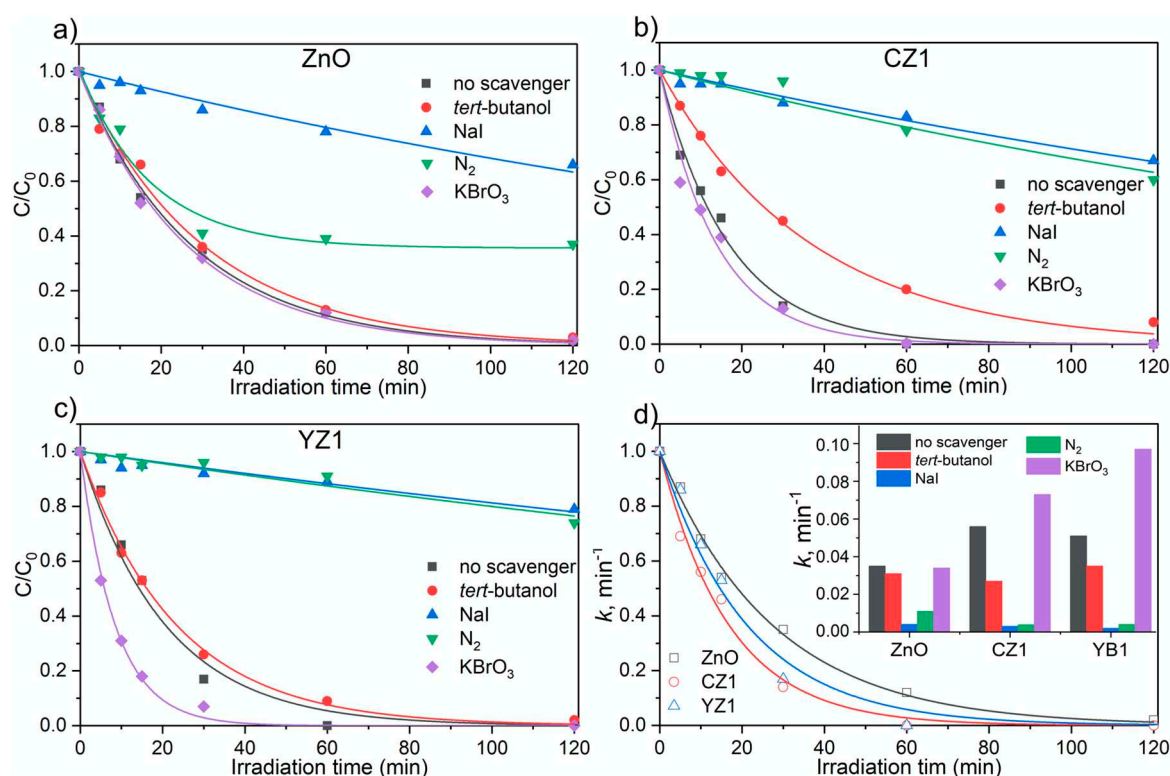 a)
ZnO
no scavenger
tert-butanol
NaI
N2
KBrO3
C/C0
1.0
0.8
0.6
0.4
0.2
0.0
0 20 40 60 80 100 120
Irradiation time (min)
b)
CZ1
no scavenger
tert-butanol
NaI
N2
KBrO3
C/C0
1.0
0.8
0.6
0.4
0.2
0.0
0 20 40 60 80 100 120
Irradiation time (min)
c)
YZ1
no scavenger
tert-butanol
NaI
N2
KBrO3
C/C0
1.0
0.8
0.6
0.4
0.2
0.0
0 20 40 60 80 100 120
Irradiation time (min)
d)
k, min-1
1.0
0.8
0.6
0.4
0.2
0.0
0 20 40 60 80 100 120
Irradiation tim (min)
ZnO
CZ1
YZ1
no scavenger
tert-butanol
NaI
N2
KBrO3
k, min-1
0.10
0.08
0.06
0.04
0.02
0.00
ZnO CZ1 YB1